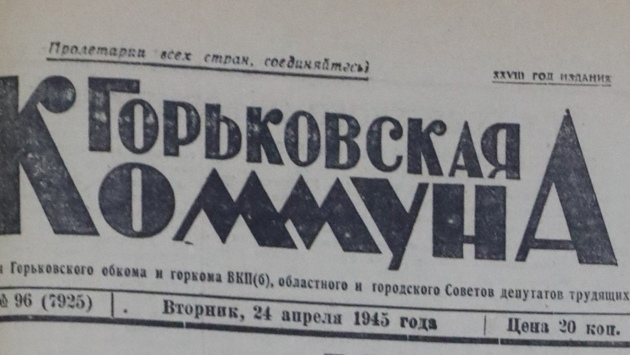 Пролетарии всех стран, соединяйтесь!
XXVIII ГОД ИЗДАНИЯ
ГОРЬКОВСКАЯ
КОММУНА
Горьковского обкома и горкома ВКП(б), областного и городского Советов депутатов трудящих
№ 96 (7925) Вторник, 24 апреля 1945 года Цена 20 коп.